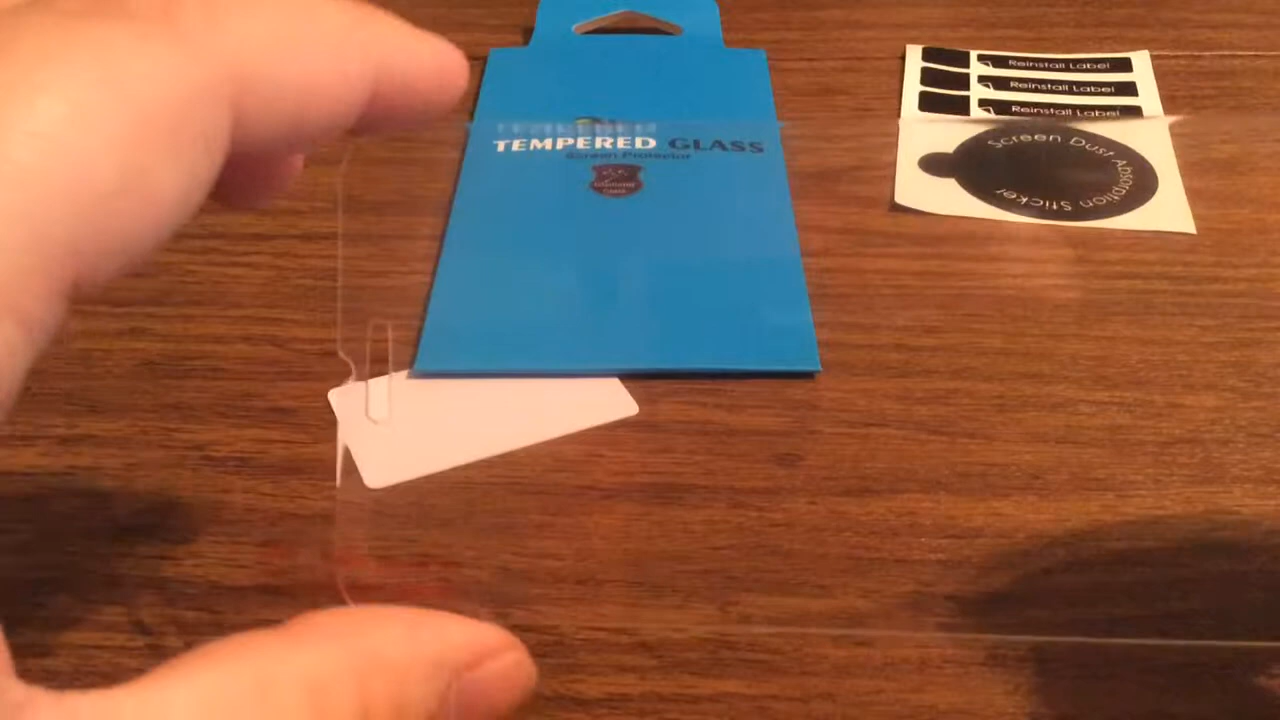 TEMPERED GLASS
Screen Protector
Reinstall Label
Reinstall Label
Reinstall Label
Screen Dust Absorption Sticker